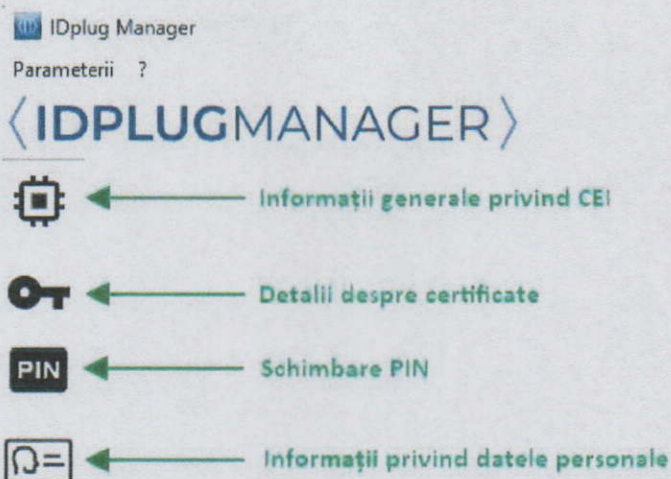 IDplug Manager
Parameterii ?
⟨IDPLUGMANAGER⟩
Informații generale privind CEI
Detalii despre certificate
PIN Schimbare PIN
Informații privind datele personale